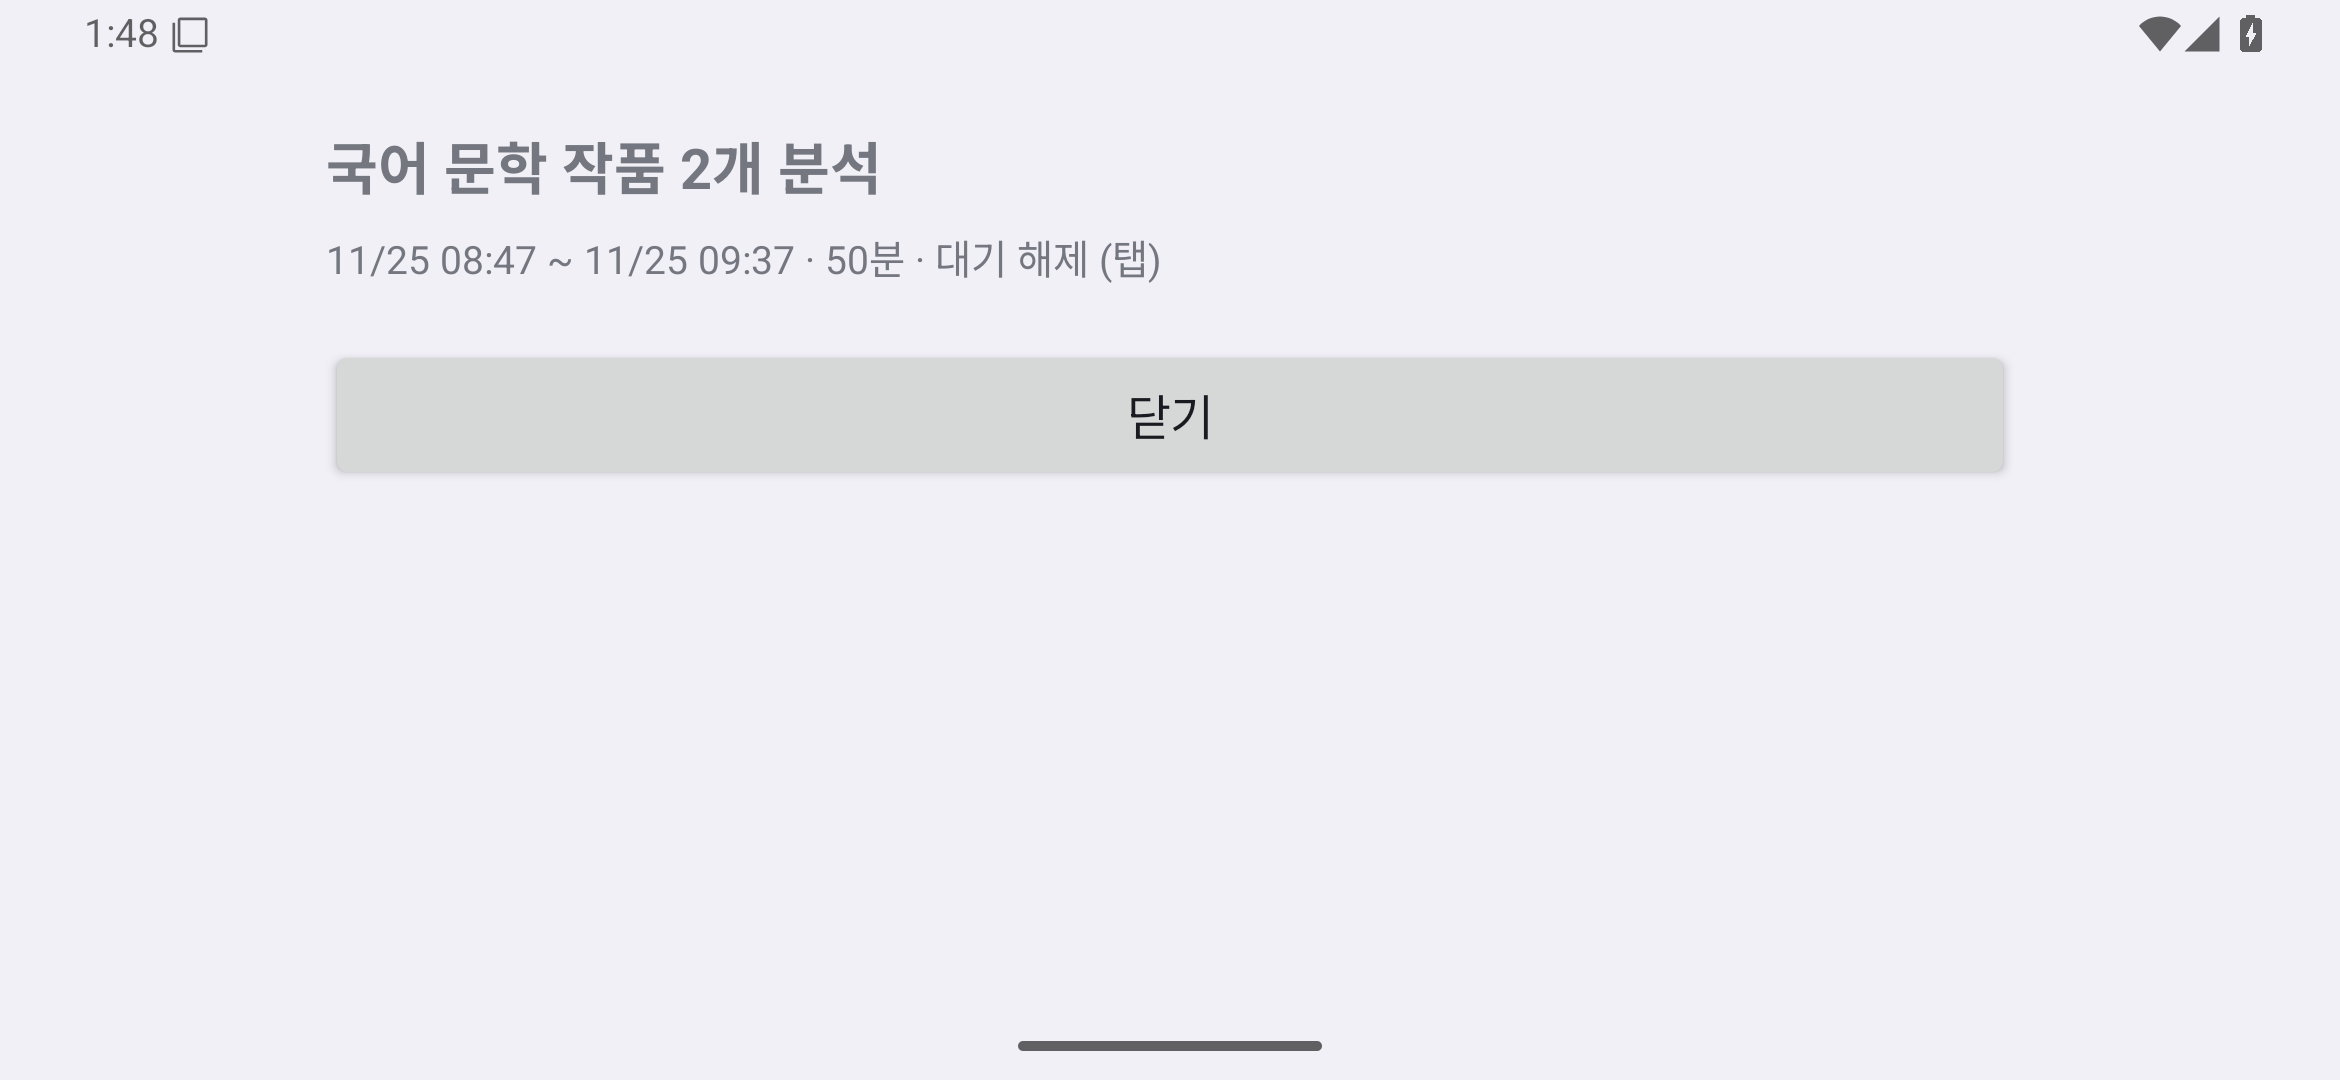 1:48
국어 문학 작품 2개 분석
11/25 08:47 ~ 11/25 09:37 · 50분 · 대기 해제 (탭)
닫기